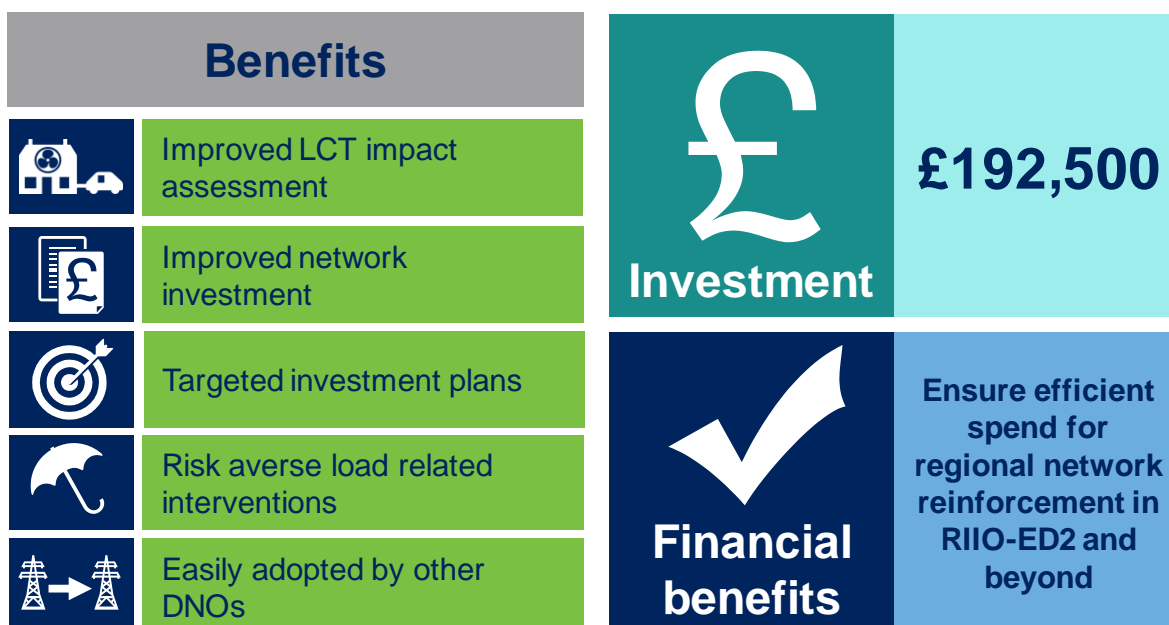 Benefits
Improved LCT impact
assessment
Improved network
investment
Targeted investment plans
Risk averse load related
interventions
Easily adopted by other
DNOs
£
Investment
£192,500
Financial
benefits
Ensure efficient
spend for
regional network
reinforcement in
RIIO-ED2 and
beyond